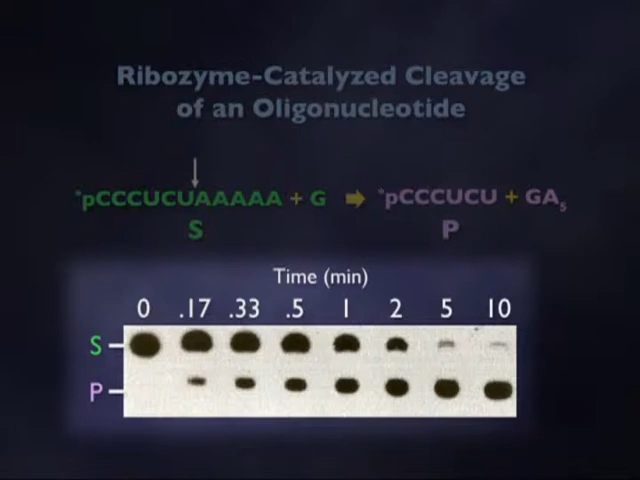 Ribozyme-Catalyzed Cleavage
of an Oligonucleotide
*pCCCUCUAAAAA + G ➡ *pCCCUCU + GA₅
S P
Time (min)
0 .17 .33 .5 1 2 5 10
S
P